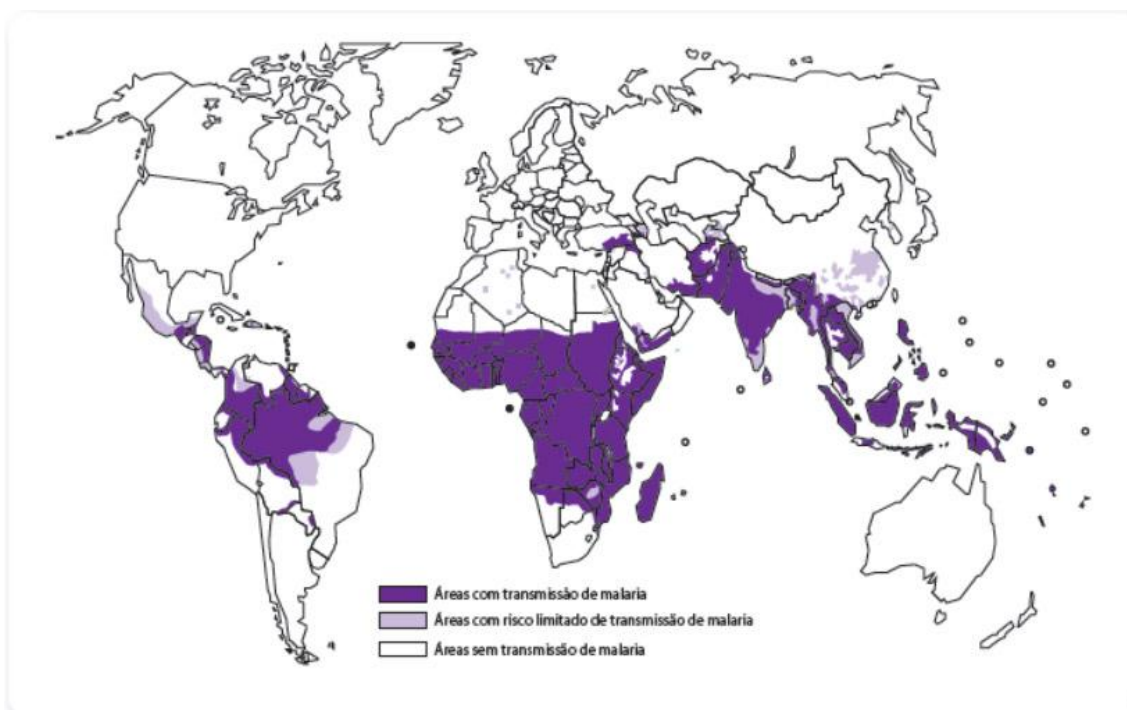 Áreas com transmissão de malaria
Áreas com risco limitado de transmissão de malaria
Áreas sem transmissão de malaria